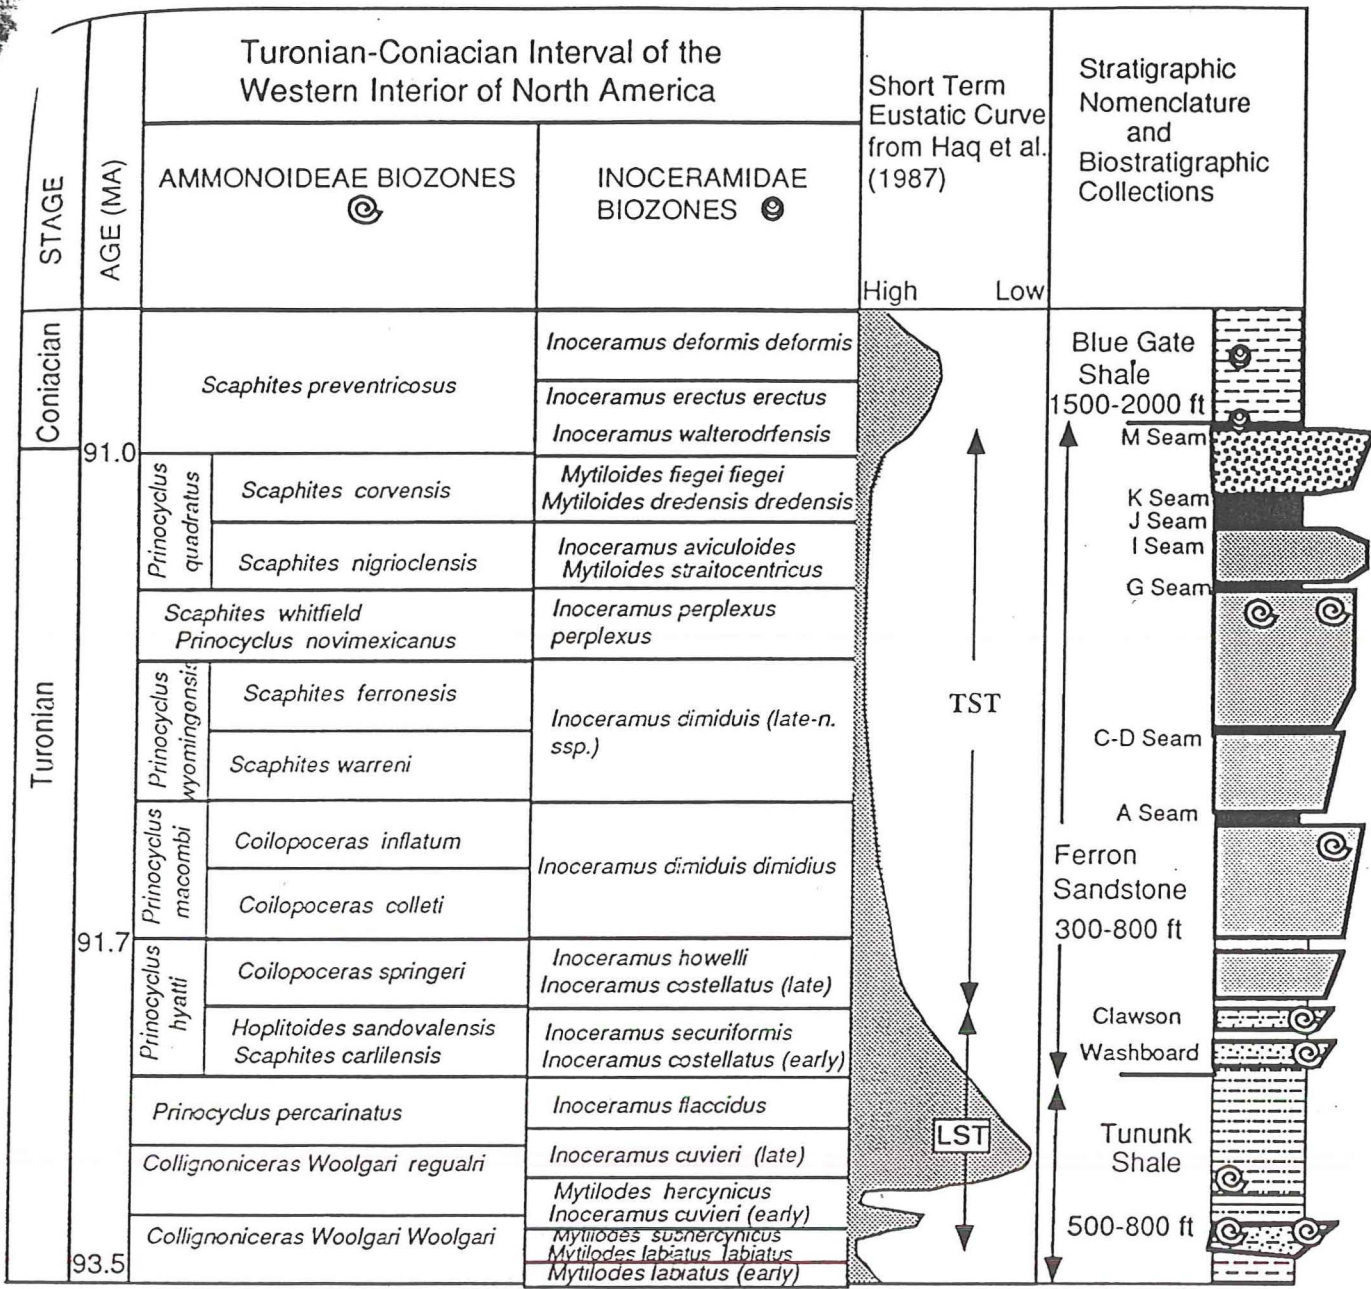 Turonian-Coniacian Interval of the
Western Interior of North America
STAGE
AGE (MA)
AMMONOIDEAE BIOZONES
INOCERAMIDAE
BIOZONES
Short Term
Eustatic Curve
from Haq et al.
(1987)
High Low
Stratigraphic
Nomenclature
and
Biostratigraphic
Collections
Coniacian
Turonian
91.0
91.7
93.5
Scaphites preventricosus
Prinocyclus
quadratus
Scaphites corvensis
Scaphites nigrioclensis
Scaphites whitfield
Prinocyclus novimexicanus
Prinocyclus
wyomingonsis
Scaphites ferronesis
Scaphites warreni
Prinocyclus
macombi
Coilopoceras inflatum
Coilopoceras colleti
Prinocyclus
hyatti
Coilopoceras springeri
Hoplitoides sandovalensis
Scaphites carlilensis
Prinocyclus percarinatus
Collignoniceras Woolgari regualri
Collignoniceras Woolgari Woolgari
Inoceramus deformis deformis
Inoceramus erectus erectus
Inoceramus walterodrfensis
Mytiloides fiegei fiegei
Mytiloides dredensis dredensis
Inoceramus aviculoides
Mytiloides straitocentricus
Inoceramus perplexus
perplexus
Inoceramus dimiduis (late-n.
ssp.)
Inoceramus dimiduis dimidius
Inoceramus howelli
Inoceramus costellatus (late)
Inoceramus securiformis
Inoceramus costellatus (early)
Inoceramus flaccidus
Inoceramus cuvieri (late)
Mytilodes hercynicus
Inoceramus cuvieri (early)
Mytilodes subhercynicus
Mytilodes labiatus labiatus
Mytilodes labiatus (early)
TST
LST
Blue Gate
Shale
1500-2000 ft
M Seam
K Seam
J Seam
I Seam
G Seam
C-D Seam
A Seam
Ferron
Sandstone
300-800 ft
Clawson
Washboard
Tununk
Shale
500-800 ft